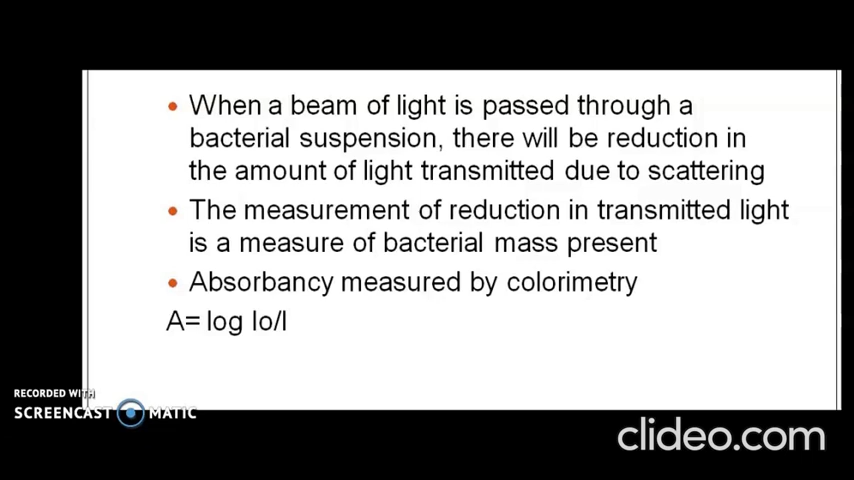 • When a beam of light is passed through a
bacterial suspension, there will be reduction in
the amount of light transmitted due to scattering
• The measurement of reduction in transmitted light
is a measure of bacterial mass present
• Absorbancy measured by colorimetry
A= log Io/I
RECORDED WITH
SCREENCAST MATIC
clideo.com